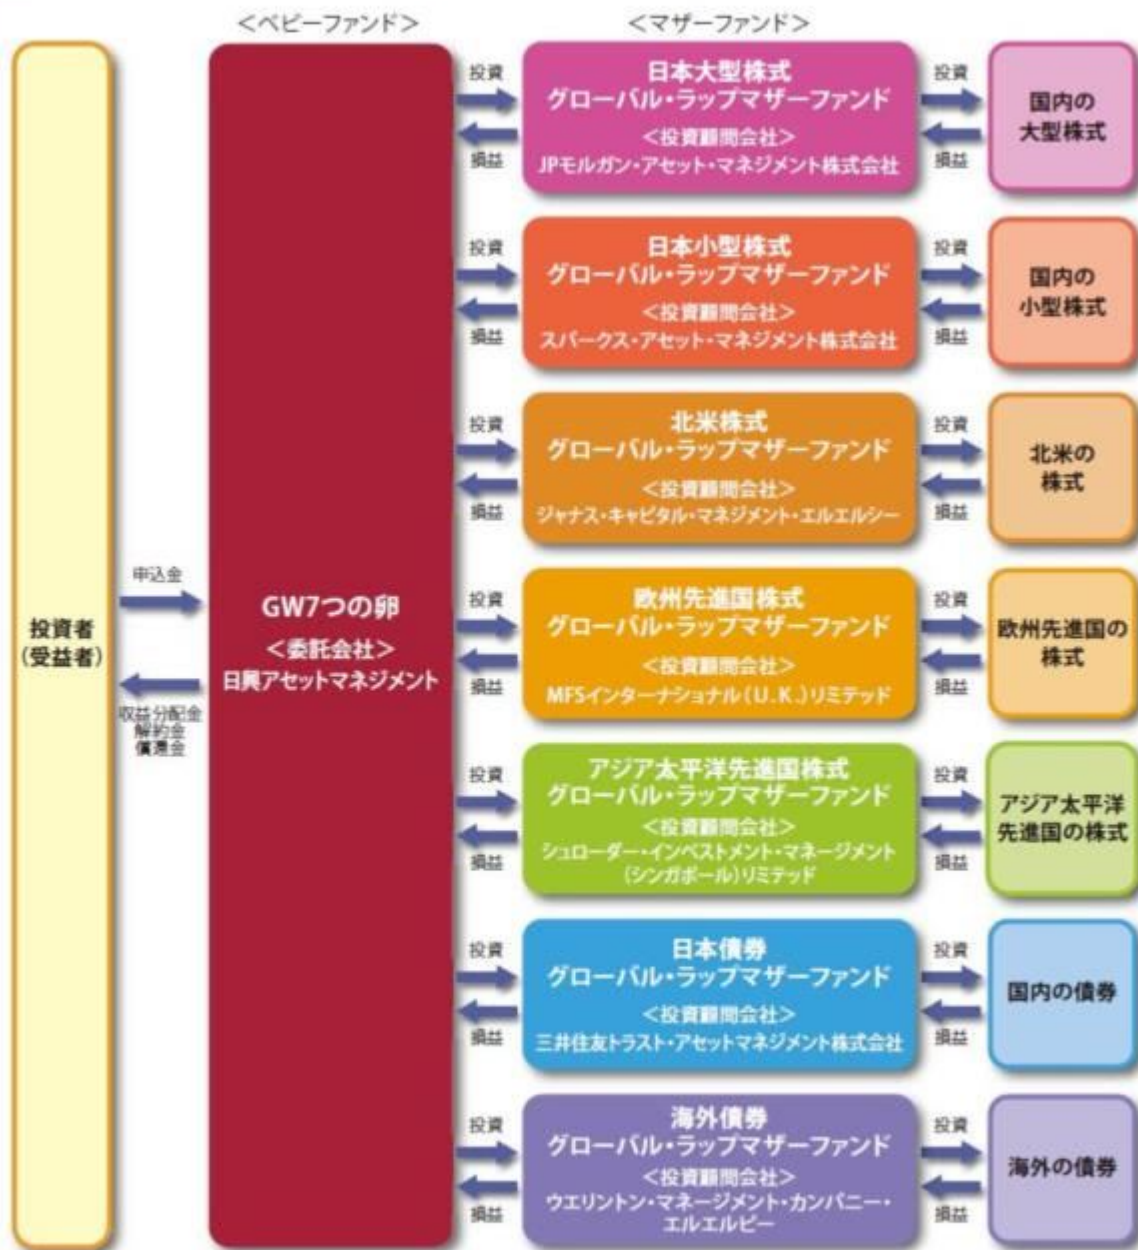 ＜ベビーファンド＞
＜マザーファンド＞
投資者
(受益者)
申込金
収益分配金
解約金
償還金
GW7つの卵
＜委託会社＞
日興アセットマネジメント
投資
損益
日本大型株式
グローバル・ラップマザーファンド
＜投資顧問会社＞
JPモルガン・アセット・マネジメント株式会社
投資
損益
国内の
大型株式
投資
損益
日本小型株式
グローバル・ラップマザーファンド
＜投資顧問会社＞
スパークス・アセット・マネジメント株式会社
投資
損益
国内の
小型株式
投資
損益
北米株式
グローバル・ラップマザーファンド
＜投資顧問会社＞
ジャナス・キャピタル・マネジメント・エルエルシー
投資
損益
北米の
株式
投資
損益
欧州先進国株式
グローバル・ラップマザーファンド
＜投資顧問会社＞
MFSインターナショナル(U.K.)リミテッド
投資
損益
欧州先進国の
株式
投資
損益
アジア太平洋先進国株式
グローバル・ラップマザーファンド
＜投資顧問会社＞
シュローダー・インベストメント・マネージメント
(シンガポール)リミテッド
投資
損益
アジア太平洋
先進国の株式
投資
損益
日本債券
グローバル・ラップマザーファンド
＜投資顧問会社＞
三井住友トラスト・アセットマネジメント株式会社
投資
損益
国内の債券
投資
損益
海外債券
グローバル・ラップマザーファンド
＜投資顧問会社＞
ウエリントン・マネージメント・カンパニー・
エルエルピー
投資
損益
海外の債券